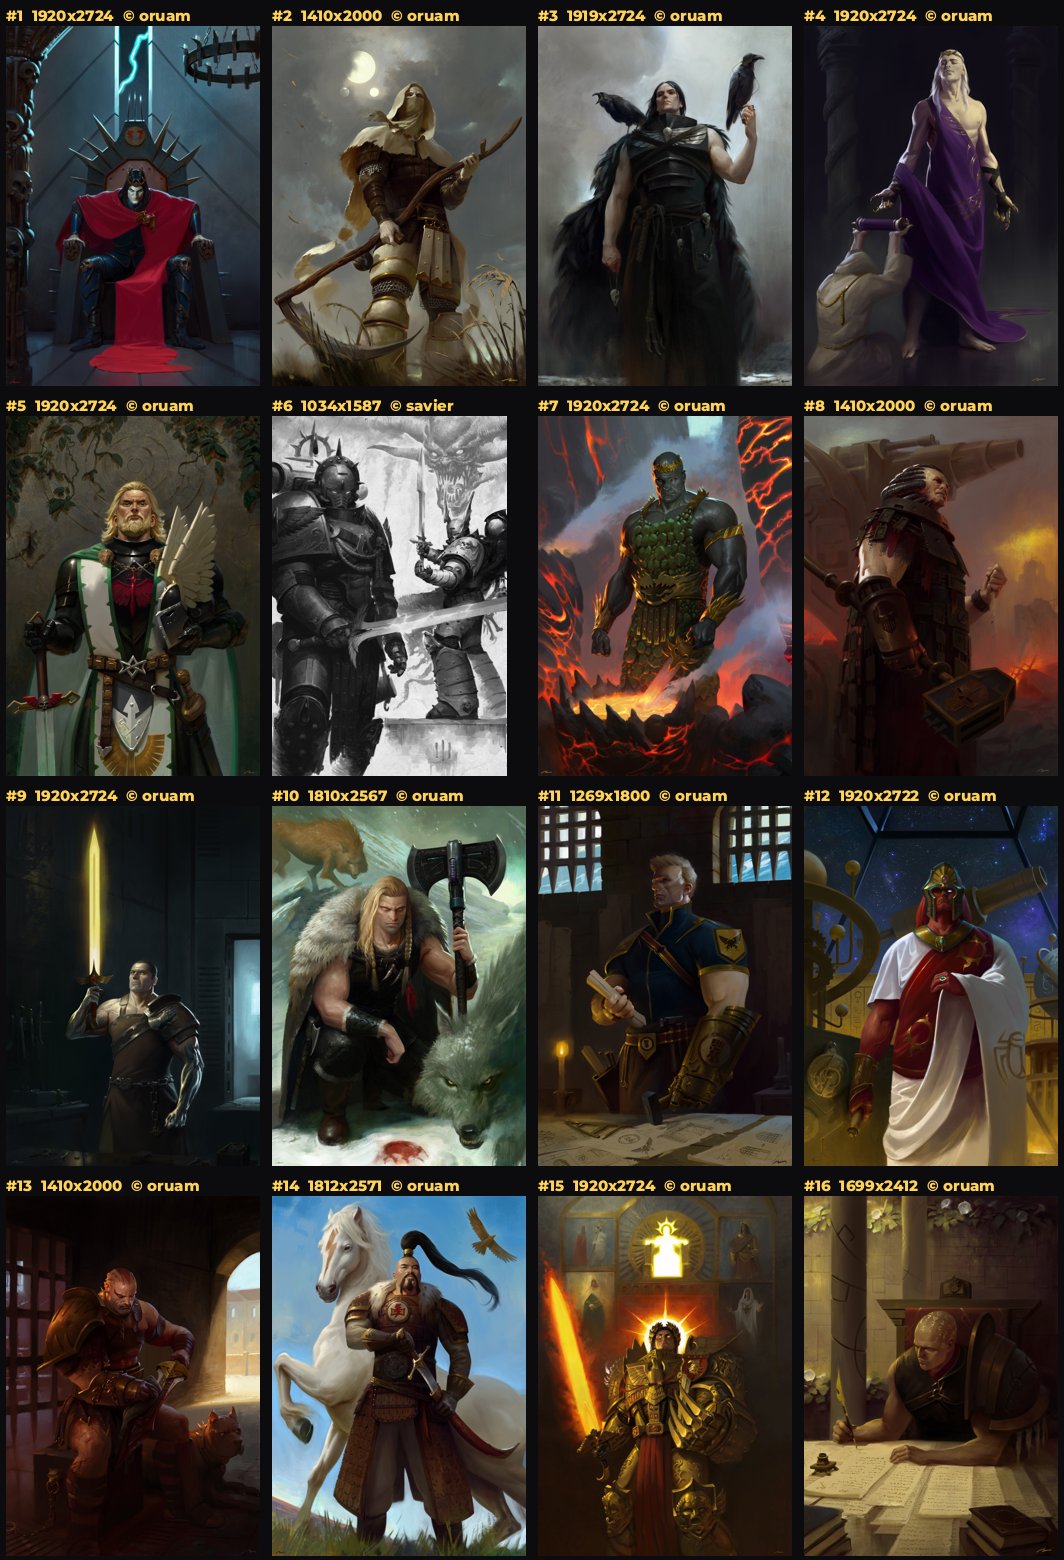 #1 1920x2724 © oruam
#2 1410x2000 © oruam
#3 1919x2724 © oruam
#4 1920x2724 © oruam
#5 1920x2724 © oruam
#6 1034x1587 © savier
#7 1920x2724 © oruam
#8 1410x2000 © oruam
#9 1920x2724 © oruam
#10 1810x2567 © oruam
#11 1269x1800 © oruam
#12 1920x2722 © oruam
#13 1410x2000 © oruam
#14 1812x2571 © oruam
#15 1920x2724 © oruam
#16 1699x2412 © oruam